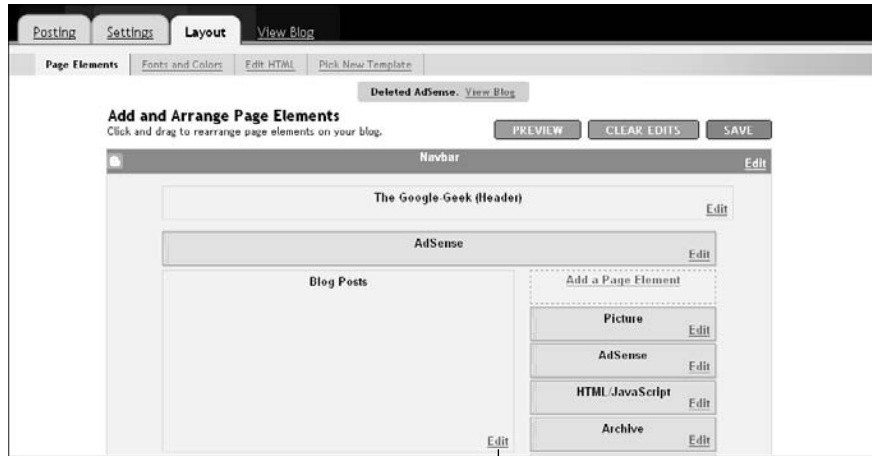 Posting Settings Layout View Blog
Page Elements Fonts and Colors Edit HTML Pick New Template
Deleted AdSense. View Blog
Add and Arrange Page Elements
Click and drag to rearrange page elements on your blog.
PREVIEW CLEAR EDITS SAVE
Navbar
Edit
The Google-Geek (Header)
Edit
AdSense
Edit
Blog Posts
Edit
Add a Page Element
Picture
Edit
AdSense
Edit
HTML/JavaScript
Edit
Archive
Edit